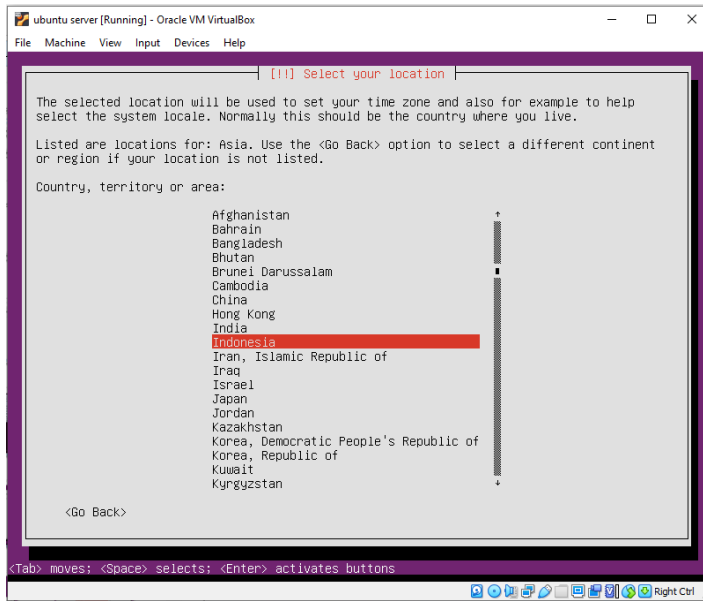 ubuntu server [Running] - Oracle VM VirtualBox
File Machine View Input Devices Help
[!!] Select your location
The selected location will be used to set your time zone and also for example to help
select the system locale. Normally this should be the country where you live.
Listed are locations for: Asia. Use the <Go Back> option to select a different continent
or region if your location is not listed.
Country, territory or area:
Afghanistan
Bahrain
Bangladesh
Bhutan
Brunei Darussalam
Cambodia
China
Hong Kong
India
Indonesia
Iran, Islamic Republic of
Iraq
Israel
Japan
Jordan
Kazakhstan
Korea, Democratic People's Republic of
Korea, Republic of
Kuwait
Kyrgyzstan
<Go Back>
<Tab> moves; <Space> selects; <Enter> activates buttons
Right Ctrl